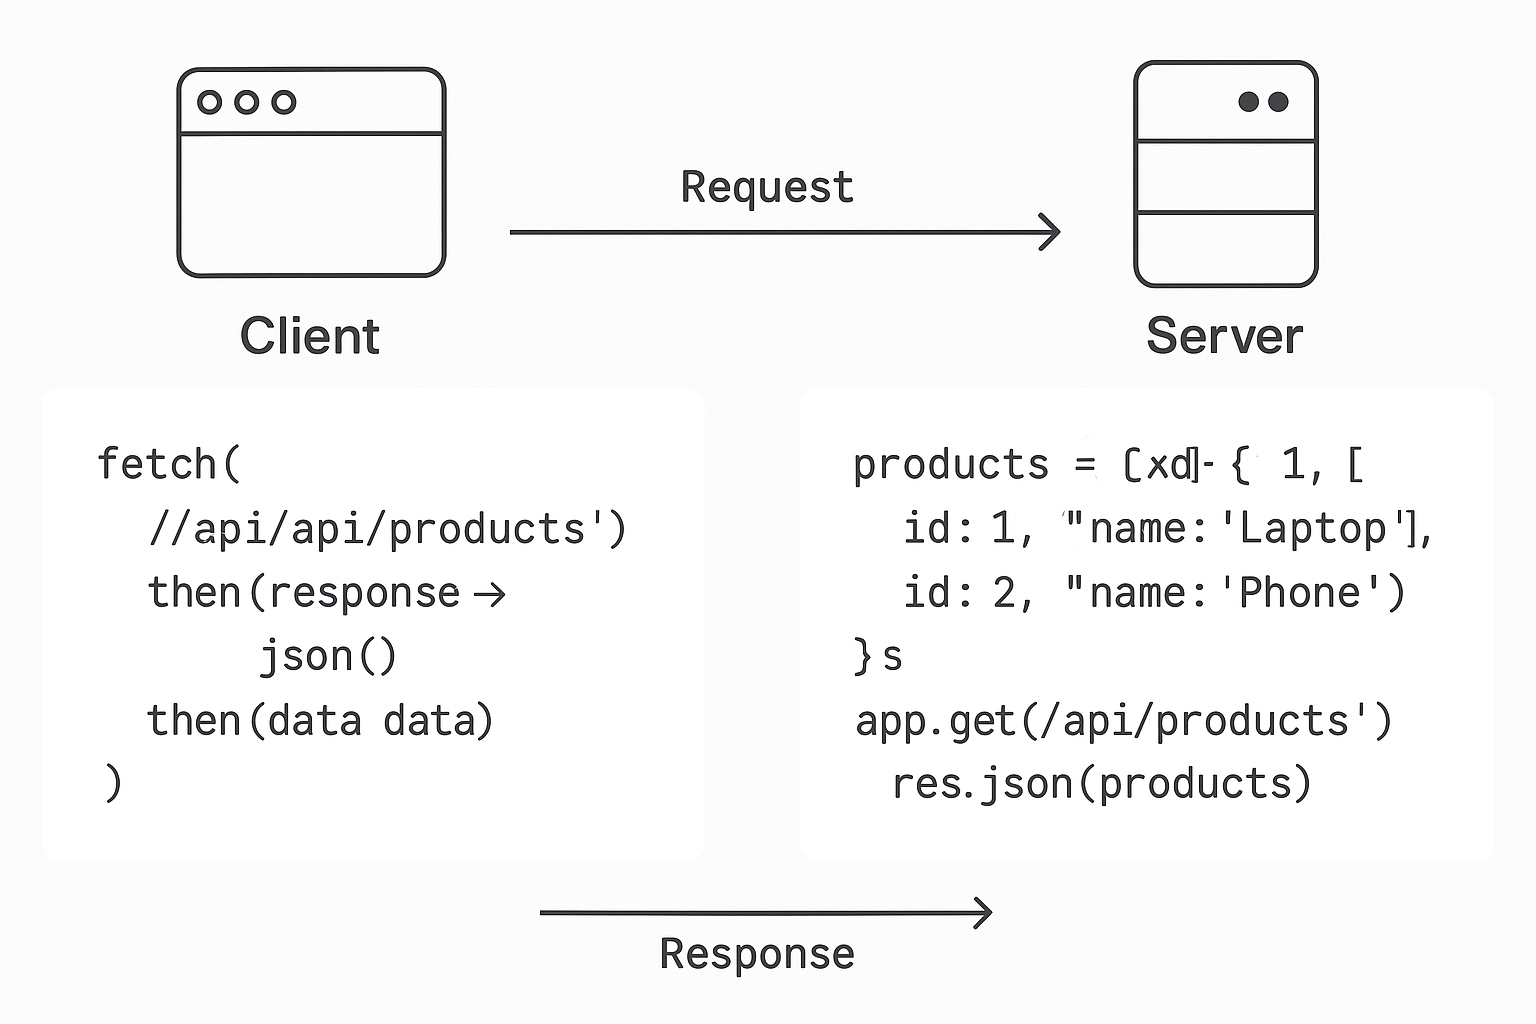 Request
Client
Server
fetch(
//api/api/products')
then(response →
json()
then(data data)
)
products = [xd]- { 1, [
id: 1, "name: 'Laptop'],
id: 2, "name: 'Phone')
}s
app.get(/api/products')
res.json(products)
Response